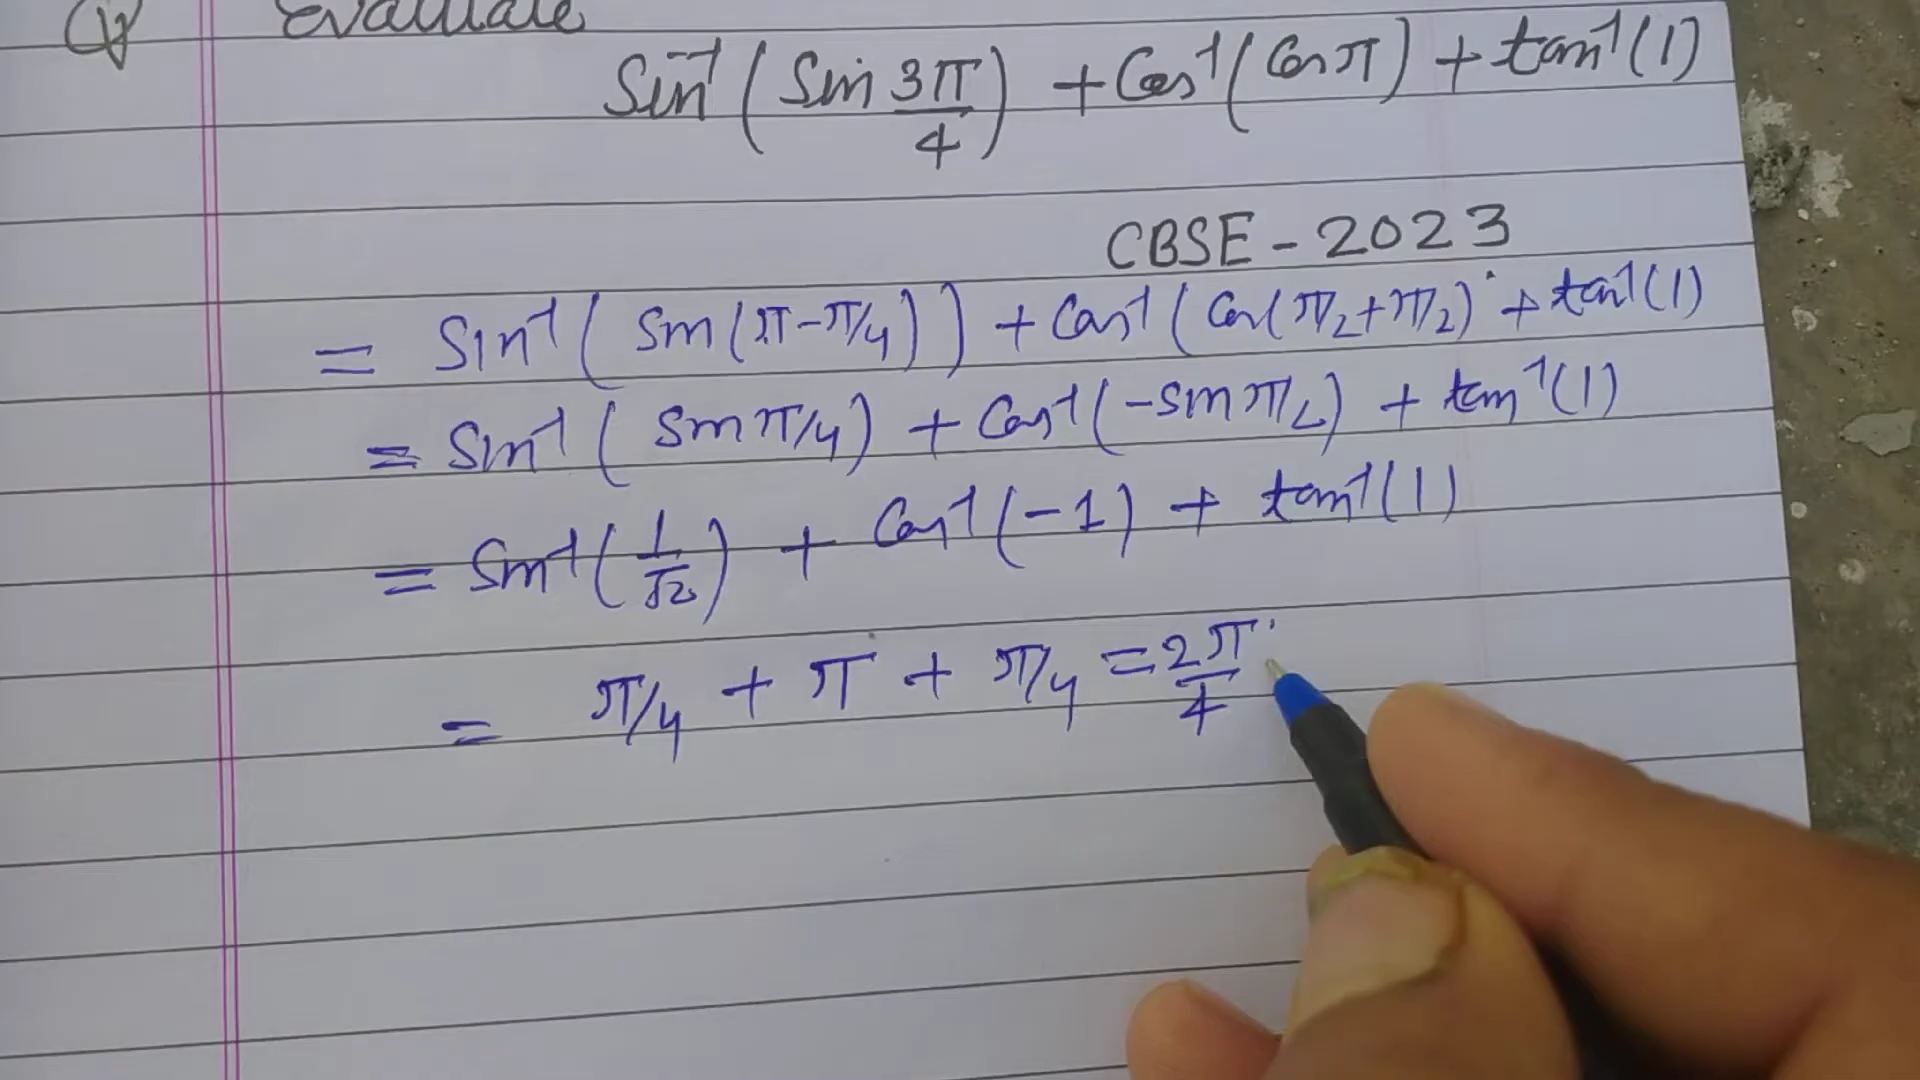 Q Evaluate
Sin⁻¹ ( Sin 3π/4 ) + Cos⁻¹ ( Cos π ) + tan⁻¹ (1)
CBSE - 2023
= Sin⁻¹ ( Sin (π - π/4) ) + Cos⁻¹ ( Cos (π/2 + π/2) + tan⁻¹ (1)
= Sin⁻¹ ( Sin π/4 ) + Cos⁻¹ ( - Sin π/2 ) + tan⁻¹ (1)
= Sin⁻¹ ( 1/√2 ) + Cos⁻¹ ( - 1 ) + tan⁻¹ (1)
= π/4 + π + π/4 = 2π/4